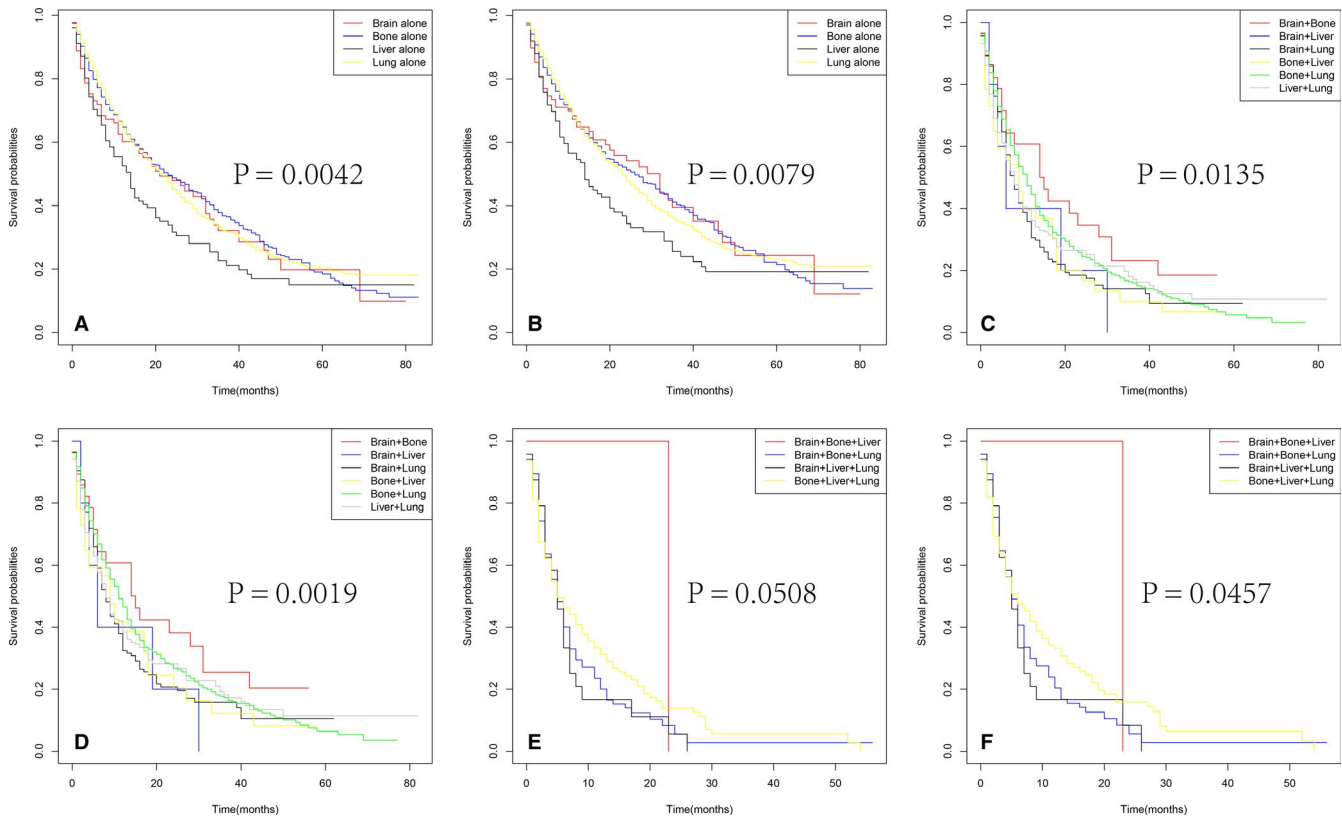 Survival probabilities
1.0
0.8
0.6
0.4
0.2
0.0
Brain alone
Bone alone
Liver alone
Lung alone
P = 0.0042
A
0
20
40
60
80
Time(months)
Survival probabilities
1.0
0.8
0.6
0.4
0.2
0.0
Brain alone
Bone alone
Liver alone
Lung alone
P = 0.0079
B
0
20
40
60
80
Time(months)
Survival probabilities
1.0
0.8
0.6
0.4
0.2
0.0
Brain+Bone
Brain+Liver
Brain+Lung
Bone+Liver
Bone+Lung
Liver+Lung
P = 0.0135
C
0
20
40
60
80
Time(months)
Survival probabilities
1.0
0.8
0.6
0.4
0.2
0.0
Brain+Bone
Brain+Liver
Brain+Lung
Bone+Liver
Bone+Lung
Liver+Lung
P = 0.0019
D
0
20
40
60
80
Time(months)
Survival probabilities
1.0
0.8
0.6
0.4
0.2
0.0
Brain+Bone+Liver
Brain+Bone+Lung
Brain+Liver+Lung
Bone+Liver+Lung
P = 0.0508
E
0
10
20
30
40
50
Time(months)
Survival probabilities
1.0
0.8
0.6
0.4
0.2
0.0
Brain+Bone+Liver
Brain+Bone+Lung
Brain+Liver+Lung
Bone+Liver+Lung
P = 0.0457
F
0
10
20
30
40
50
Time(months)